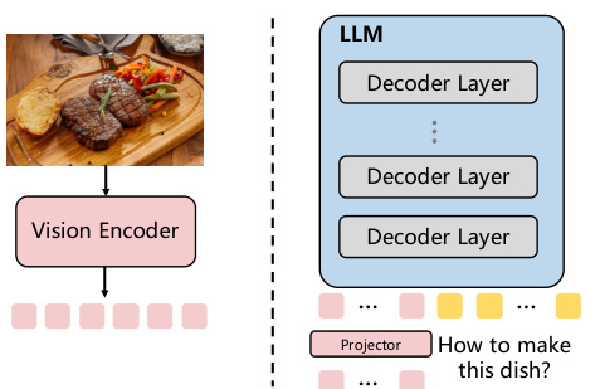 Vision Encoder
LLM
Decoder Layer
Decoder Layer
Decoder Layer
Projector
How to make
this dish?